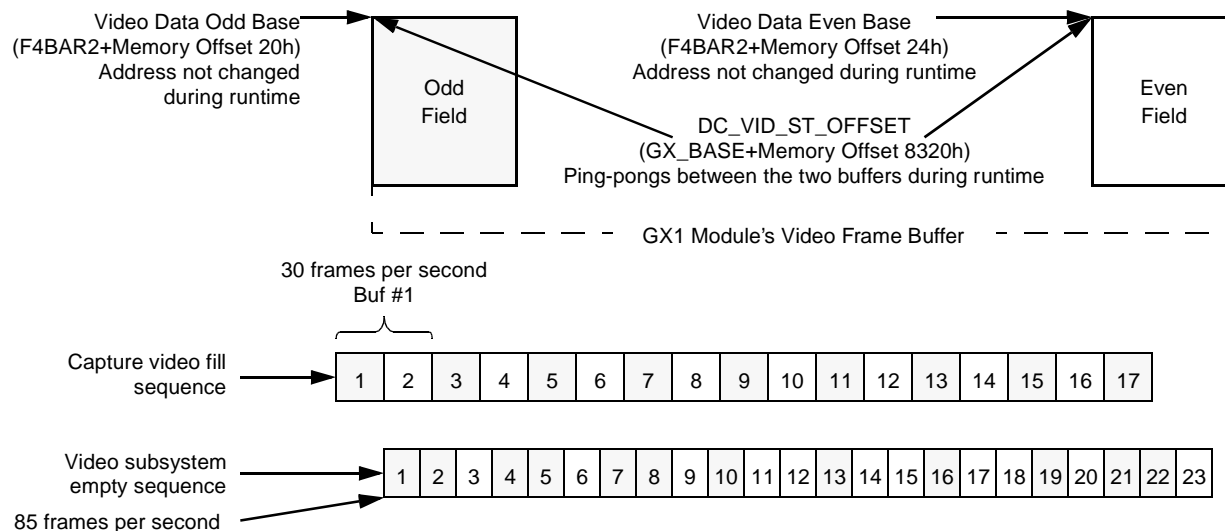 Video Data Odd Base
(F4BAR2+Memory Offset 20h)
Address not changed
during runtime
Odd
Field
Video Data Even Base
(F4BAR2+Memory Offset 24h)
Address not changed during runtime
Even
Field
DC_VID_ST_OFFSET
(GX_BASE+Memory Offset 8320h)
Ping-pongs between the two buffers during runtime
GX1 Module's Video Frame Buffer
30 frames per second
Buf #1
Capture video fill
sequence
1 2 3 4 5 6 7 8 9 10 11 12 13 14 15 16 17
Video subsystem
empty sequence
1 2 3 4 5 6 7 8 9 10 11 12 13 14 15 16 17 18 19 20 21 22 23
85 frames per second